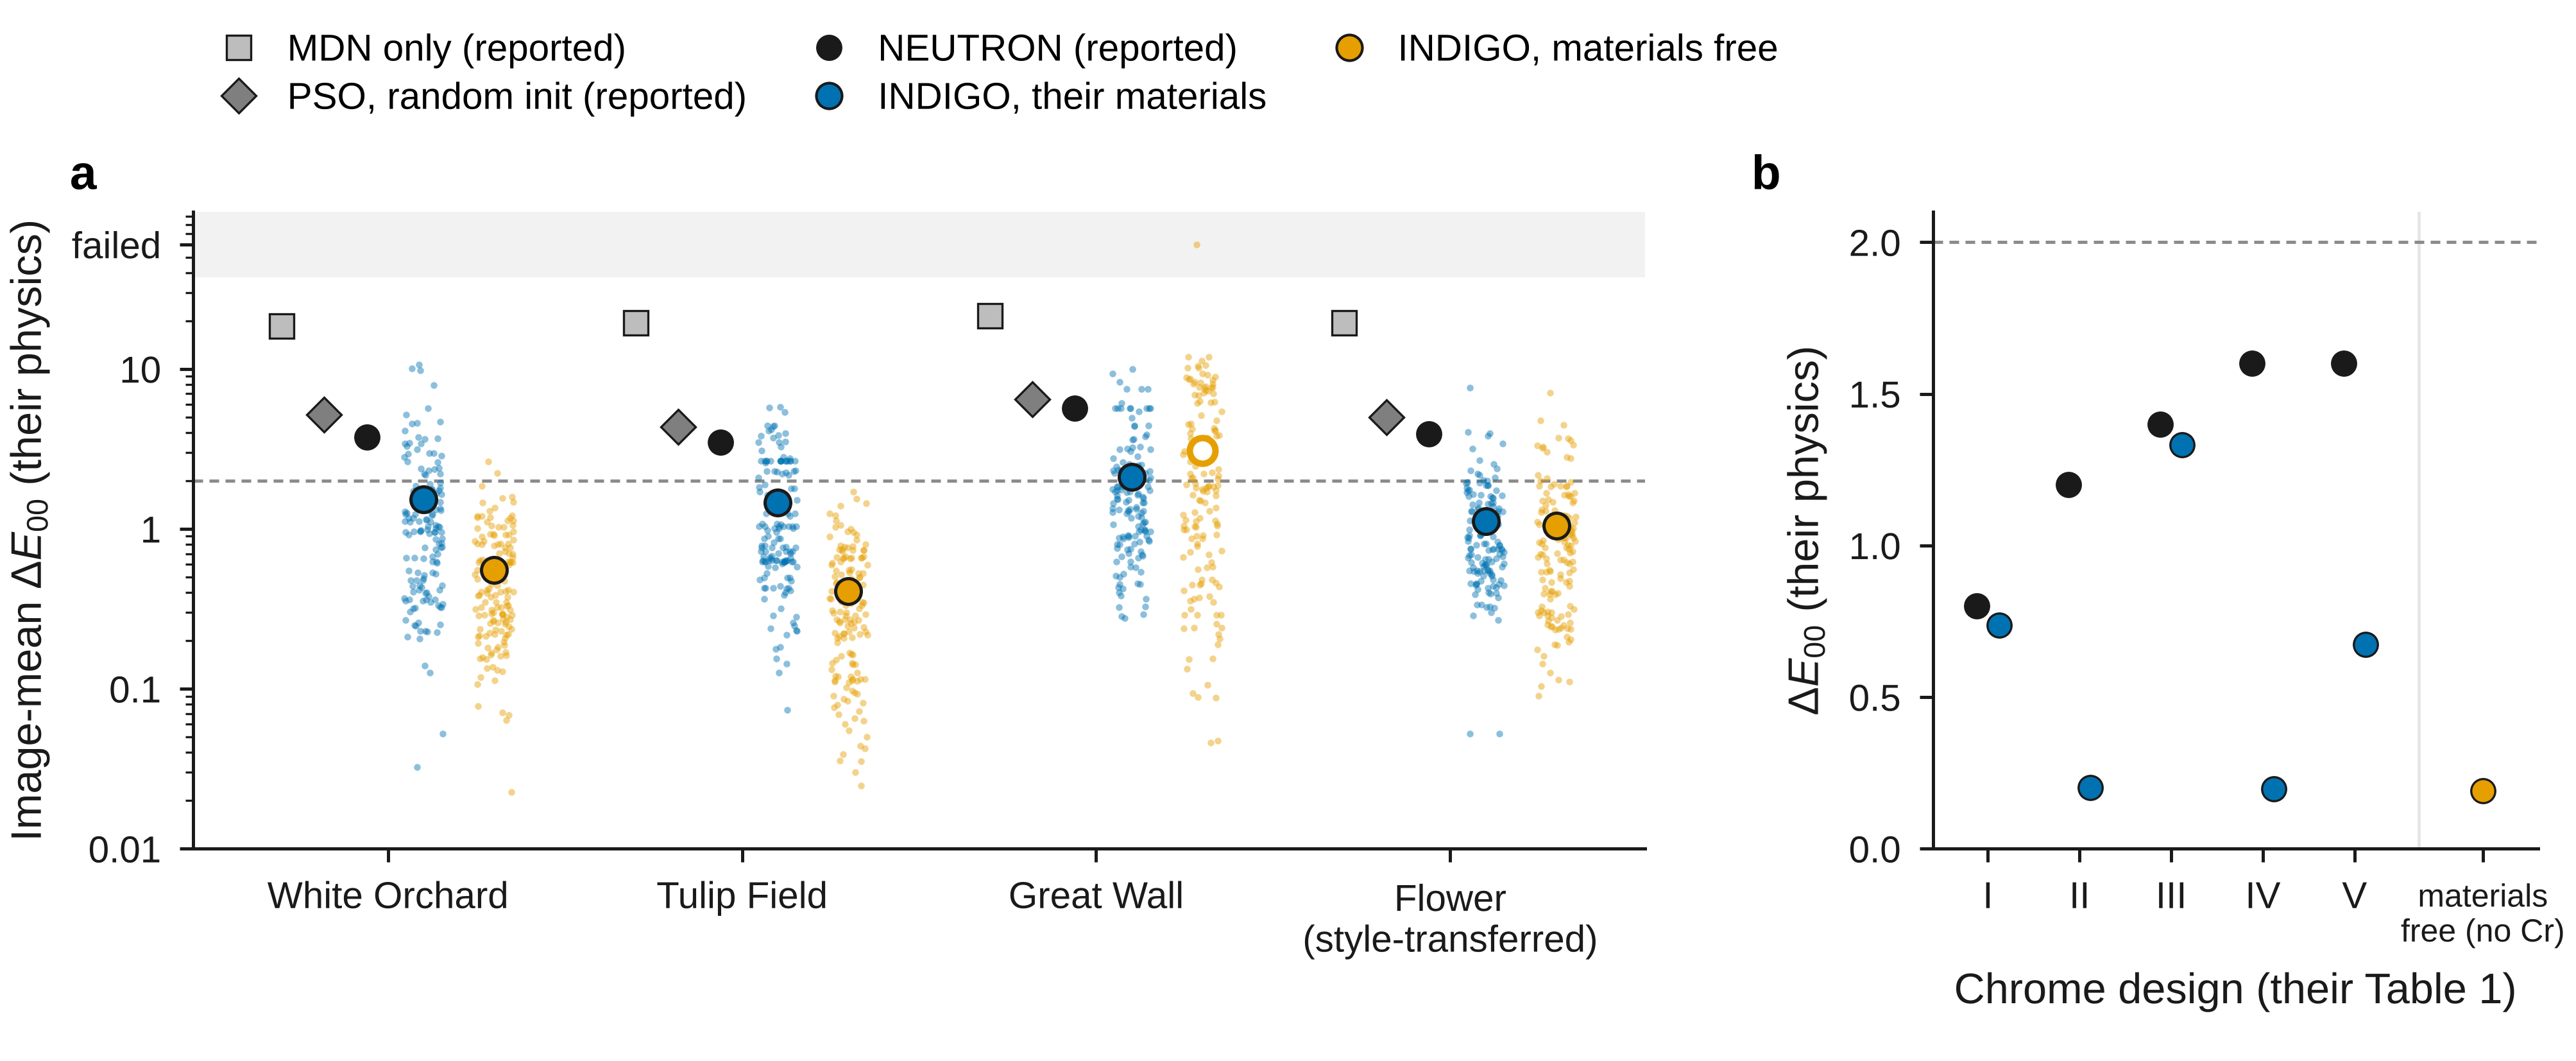 MDN only (reported)
PSO, random init (reported)
NEUTRON (reported)
INDIGO, their materials
INDIGO, materials free
a
Image-mean ΔE00 (their physics)
failed
10
1
0.1
0.01
White Orchard
Tulip Field
Great Wall
Flower
(style-transferred)
b
ΔE00 (their physics)
2.0
1.5
1.0
0.5
0.0
I
II
III
IV
V
materials
free (no Cr)
Chrome design (their Table 1)